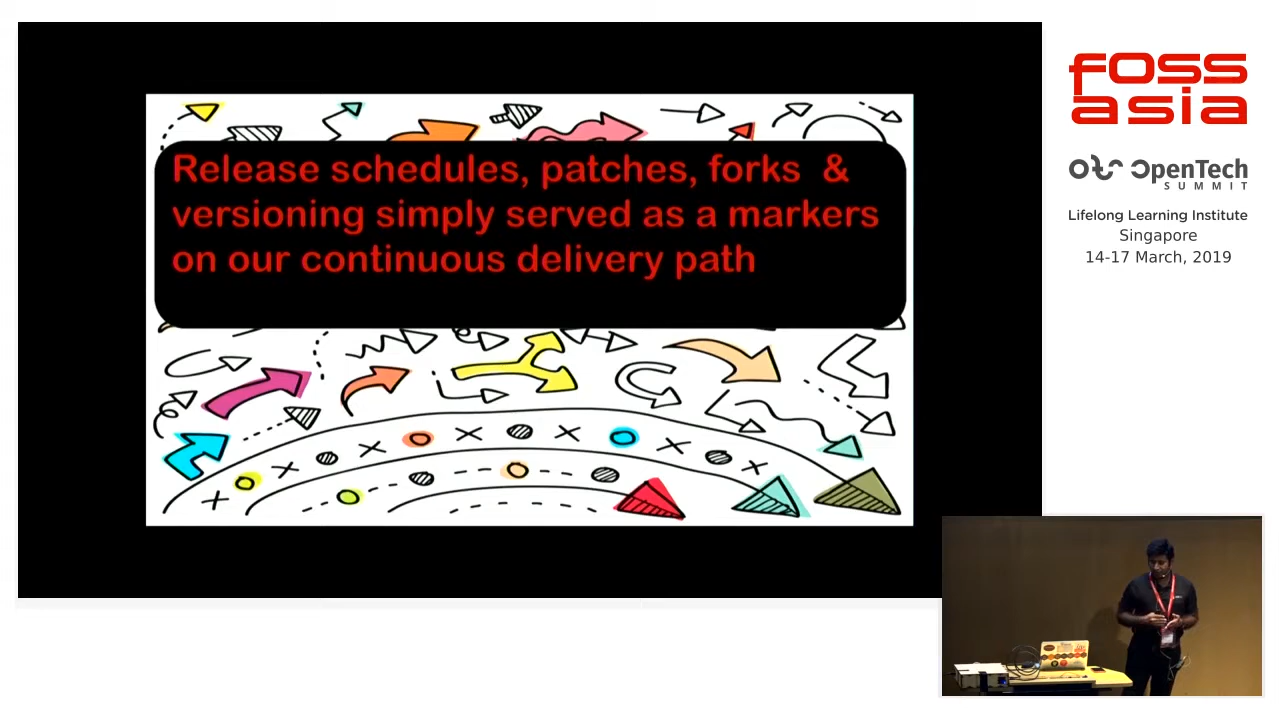 Release schedules, patches, forks &
versioning simply served as a markers
on our continuous delivery path
FOSS
asia
OTS OpenTech
SUMMIT
Lifelong Learning Institute
Singapore
14-17 March, 2019